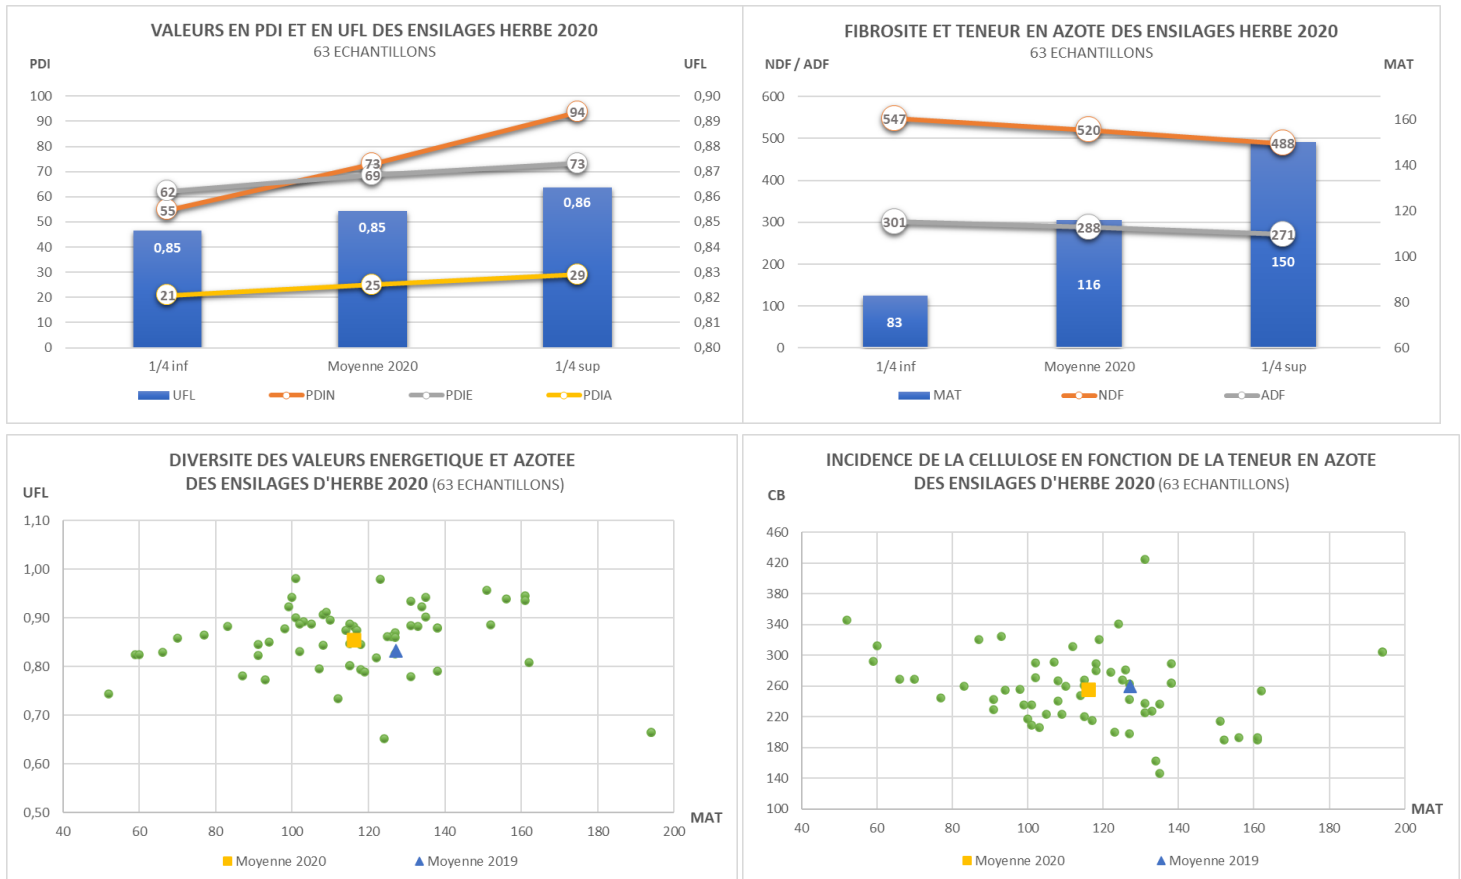 VALEURS EN PDI ET EN UFL DES ENSILAGES HERBE 2020
63 ECHANTILLONS
PDI
UFL
100
90
80
70
60
50
40
30
20
10
0
0,90
0,89
0,88
0,87
0,86
0,85
0,84
0,83
0,82
0,81
0,80
94
73
73
69
62
55
0,85
0,85
0,86
21
25
29
1/4 inf
Moyenne 2020
1/4 sup
UFL
PDIN
PDIE
PDIA
FIBROSITE ET TENEUR EN AZOTE DES ENSILAGES HERBE 2020
63 ECHANTILLONS
NDF / ADF
MAT
600
500
400
300
200
100
0
160
140
120
100
80
60
547
520
488
301
288
271
83
116
150
1/4 inf
Moyenne 2020
1/4 sup
MAT
NDF
ADF
DIVERSITE DES VALEURS ENERGETIQUE ET AZOTEE
DES ENSILAGES D'HERBE 2020 (63 ECHANTILLONS)
UFL
1,10
1,00
0,90
0,80
0,70
0,60
0,50
40
60
80
100
120
140
160
180
200
MAT
Moyenne 2020
Moyenne 2019
INCIDENCE DE LA CELLULOSE EN FONCTION DE LA TENEUR EN AZOTE
DES ENSILAGES D'HERBE 2020 (63 ECHANTILLONS)
CB
460
420
380
340
300
260
220
180
140
100
40
60
80
100
120
140
160
180
200
MAT
Moyenne 2020
Moyenne 2019